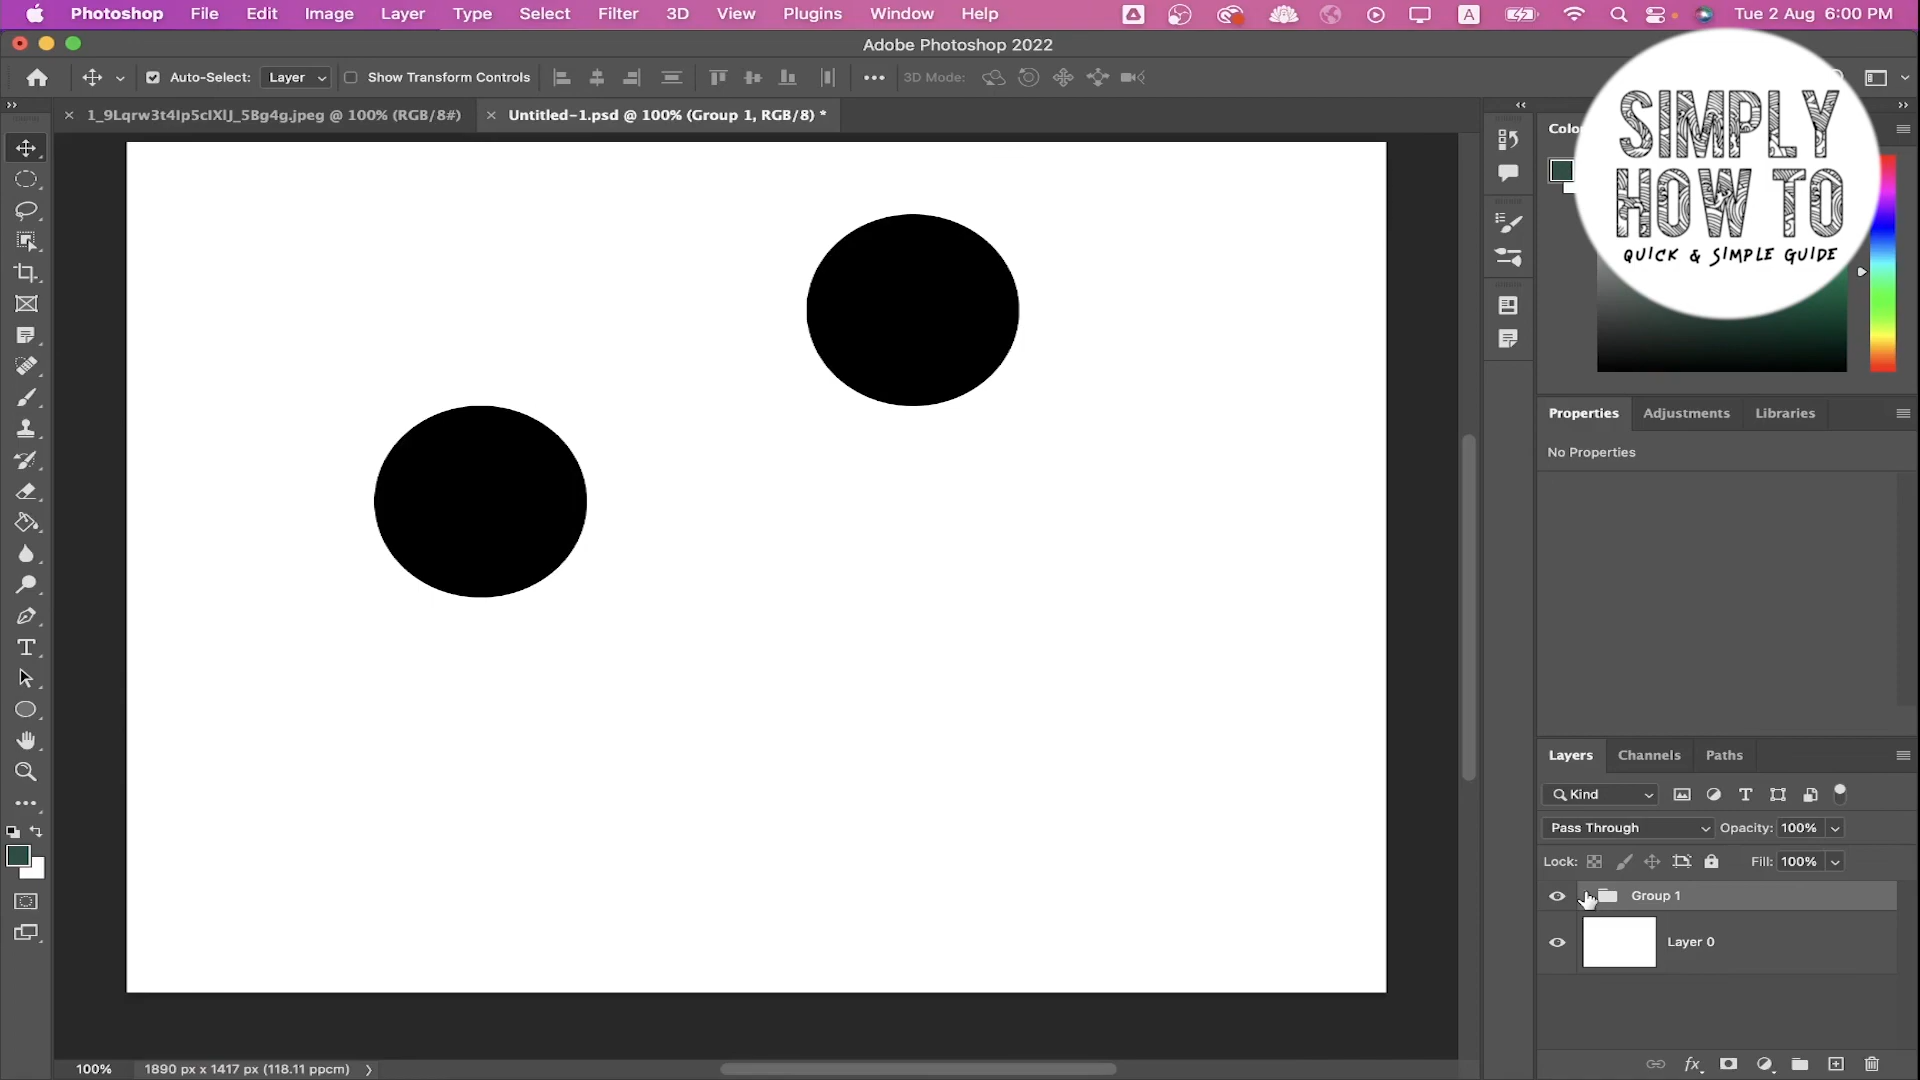 Photoshop File Edit Image Layer Type Select Filter 3D View Plugins Window Help A Tue 2 Aug 6:00 PM
Adobe Photoshop 2022
Auto-Select: Layer Show Transform Controls 3D Mode:
1_9Lqrw3t4Ip5cIXIJ_5Bg4g.jpeg @ 100% (RGB/8#) Untitled-1.psd @ 100% (Group 1, RGB/8) *
SIMPLY
HOW TO
QUICK & SIMPLE GUIDE
Properties Adjustments Libraries
No Properties
Layers Channels Paths
Kind
Pass Through Opacity: 100%
Lock: Fill: 100%
Group 1
Layer 0
100% 1890 px x 1417 px (118.11 ppcm)